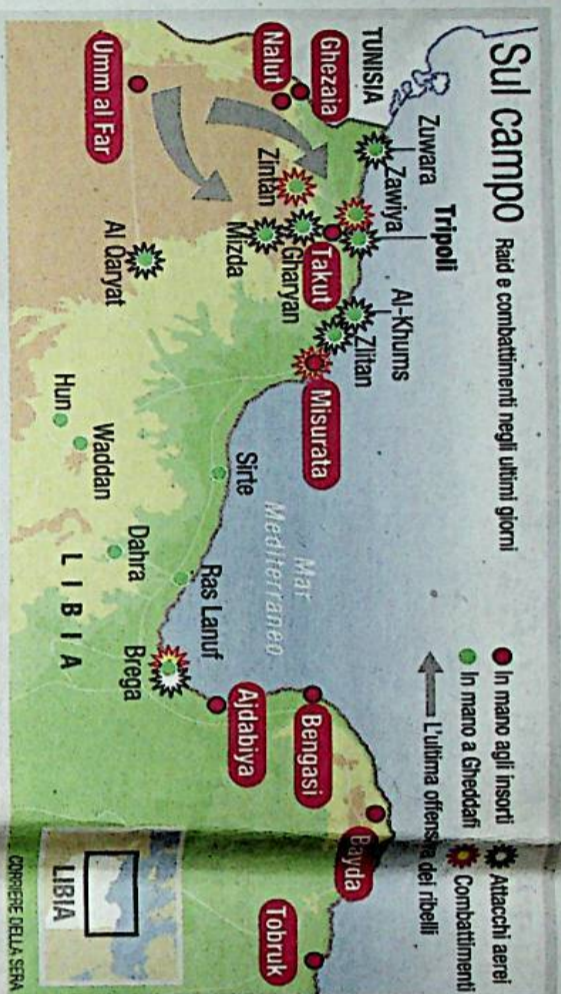 Sul campo
Raid e combattimenti negli ultimi giorni
In mano agli insorti
Attacchi aerei
In mano a Gheddafi
Combattimenti
L'ultima offensiva dei ribelli
TUNISIA
Zuwara
Zawiya
Tripoli
Al-Khums
Zlitan
Ghezaia
Nalut
Zintan
Takut
Gharyan
Mizda
Misurata
Umm al Far
Al Qaryat
Mar
Mediterraneo
Sirte
Ras Lanuf
Hun
Waddan
Dahra
Brega
LIBIA
Ajdabiya
Bengasi
Bayda
Tobruk
LIBIA
CORRIERE DELLA SERA